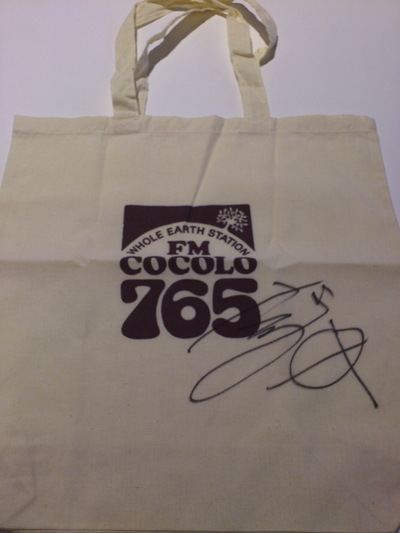 WHOLE EARTH STATION
FM
COCOLO
765